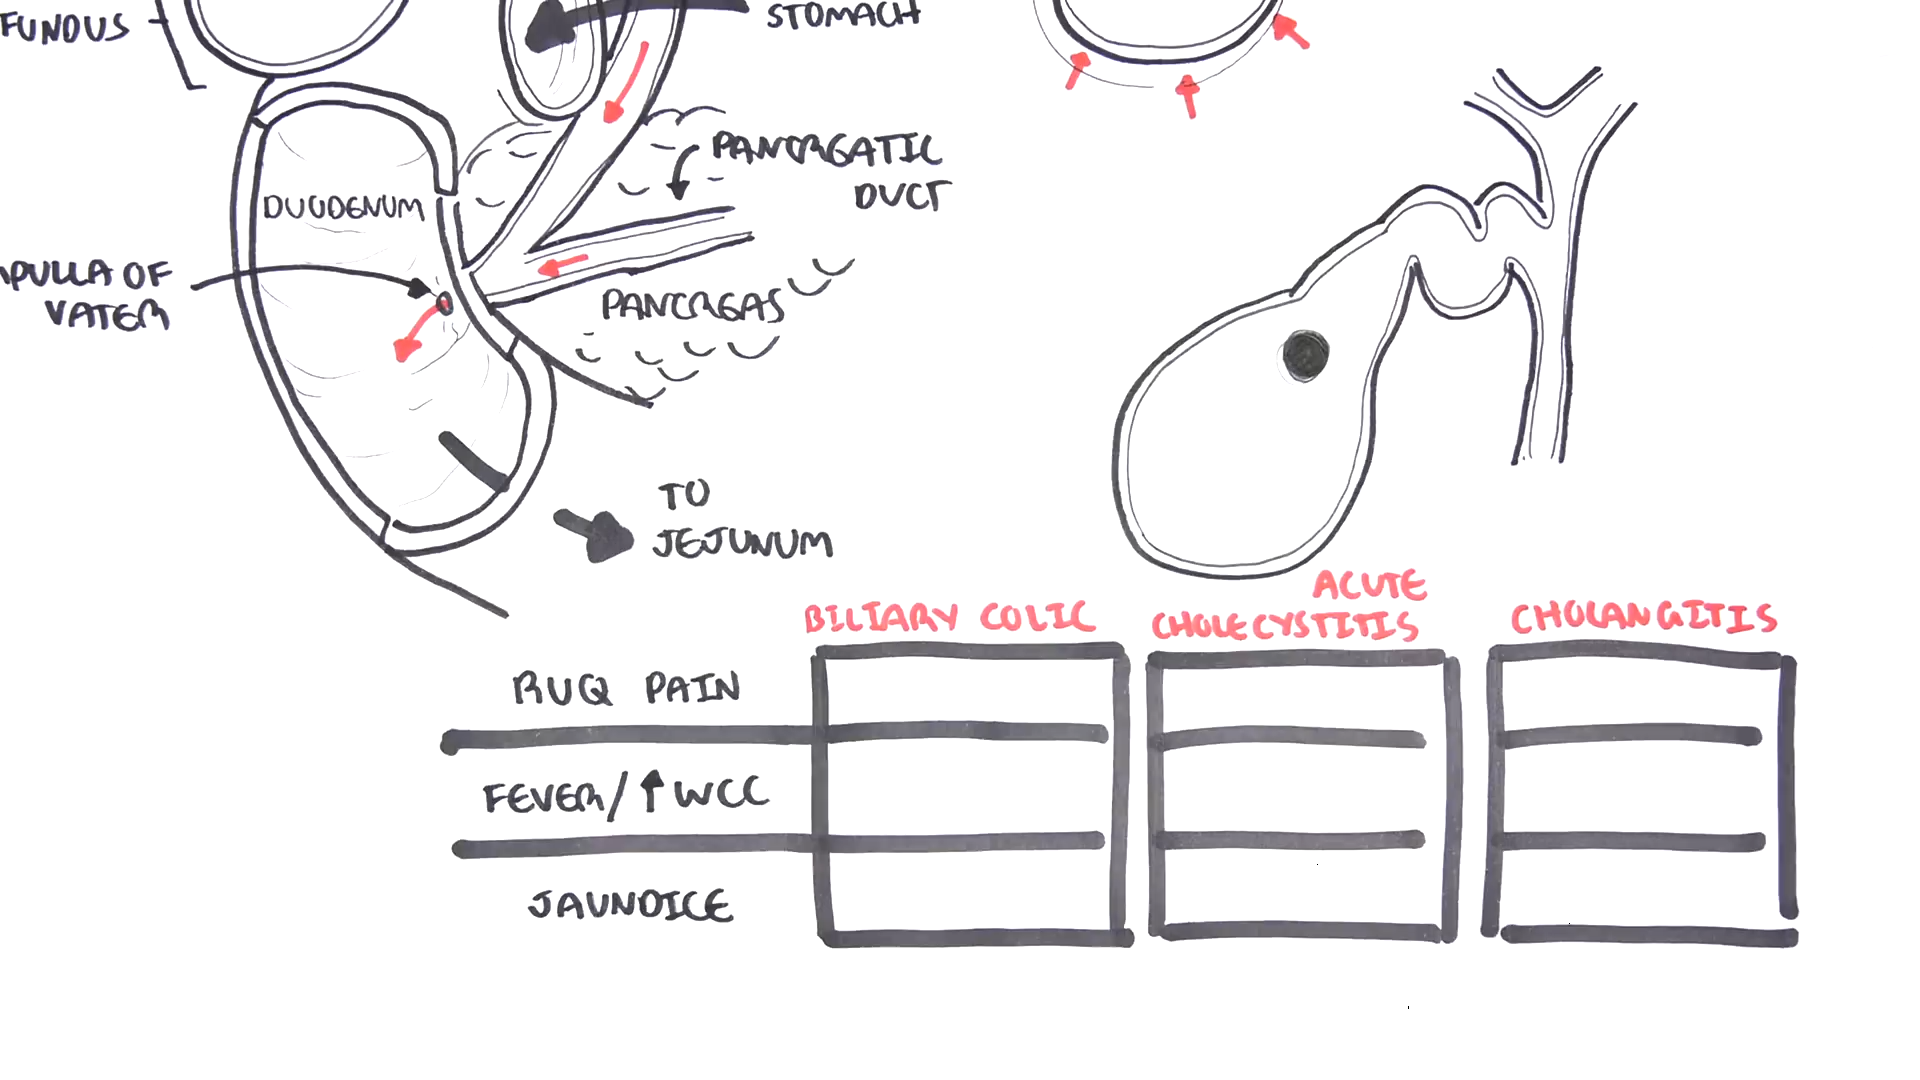 FUNDUS
STOMACH
PANCREATIC
DUCT
DUODENUM
PULLA OF
VATER
PANCREAS
TO
JEJUNUM
BILIARY COLIC
ACUTE
CHOLECYSTITIS
CHOLANGITIS
RUQ PAIN
FEVER/↑WCC
JAUNDICE